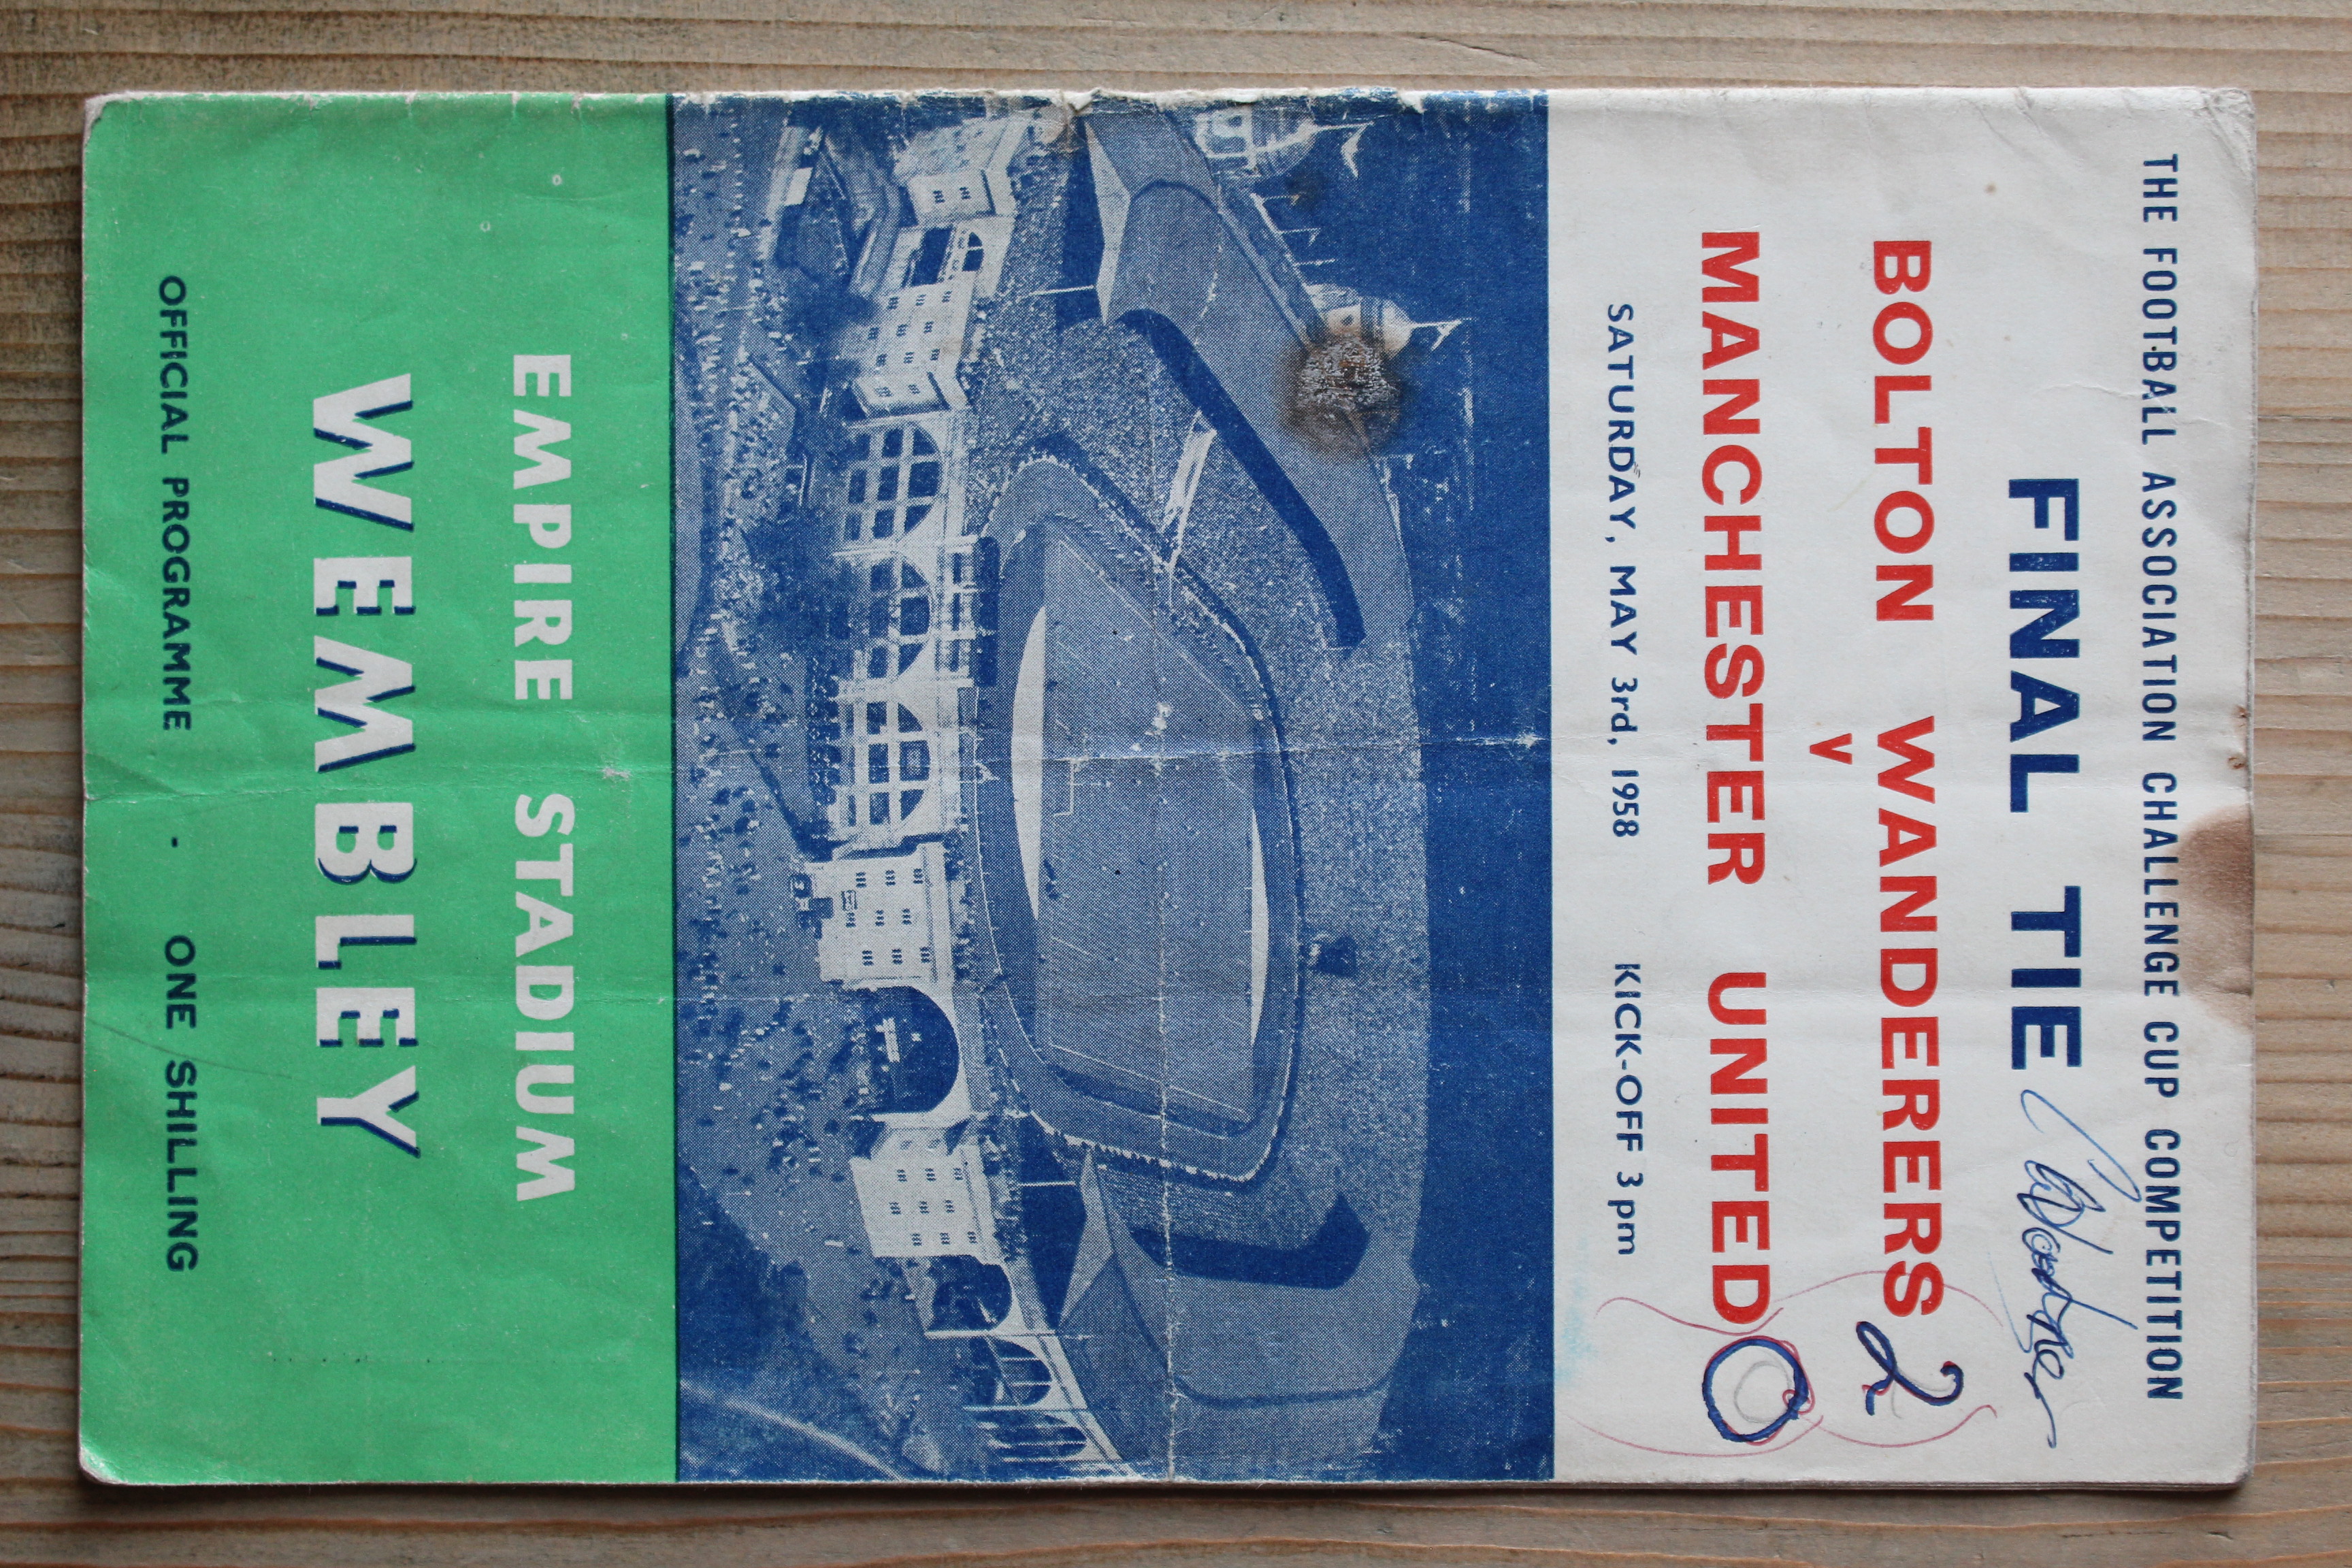 THE FOOTBALL ASSOCIATION CHALLENGE CUP COMPETITION
FINAL TIE
BOLTON WANDERERS 2
V
MANCHESTER UNITED 0
SATURDAY, MAY 3rd, 1958 KICK-OFF 3 pm
EMPIRE STADIUM
WEMBLEY
OFFICIAL PROGRAMME - ONE SHILLING